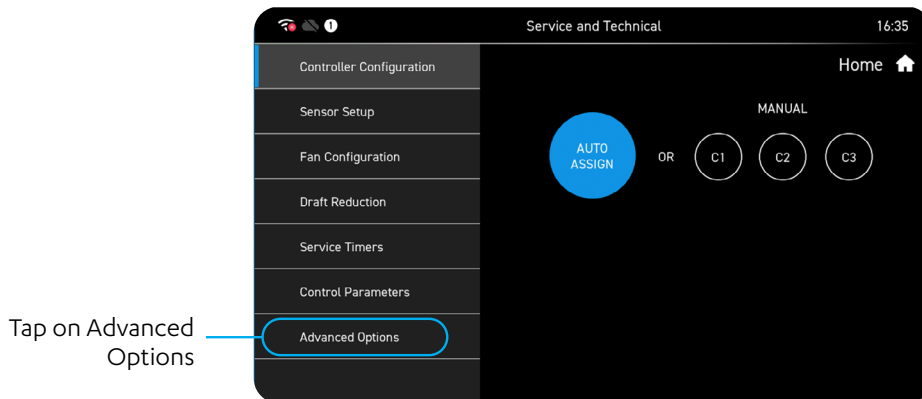 1
Service and Technical
16:35
Controller Configuration
Home
Sensor Setup
MANUAL
AUTO
ASSIGN
OR
C1
C2
C3
Fan Configuration
Draft Reduction
Service Timers
Control Parameters
Tap on Advanced
Options
Advanced Options